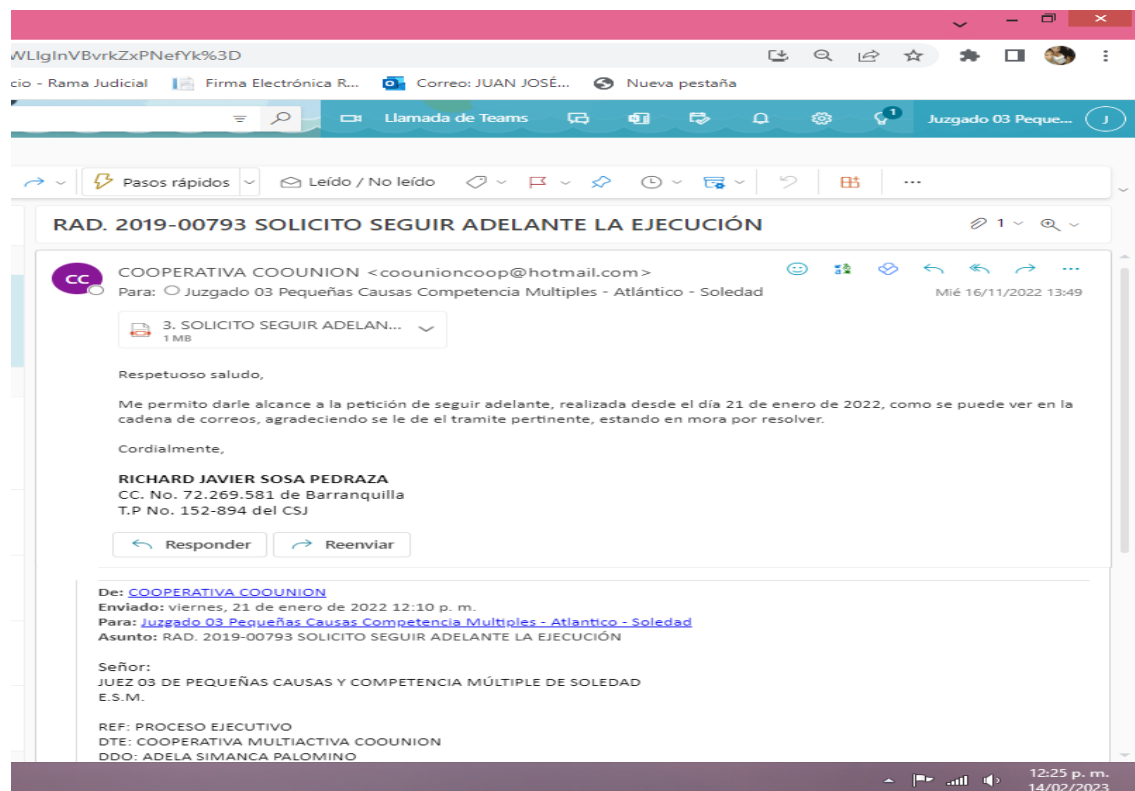 WLIgInVBvrkZxPNefYk%3D
cio - Rama Judicial Firma Electrónica R... Correo: JUAN JOSÉ... Nueva pestaña
Llamada de Teams 1 Juzgado 03 Peque... J
Pasos rápidos Leído / No leído ...
RAD. 2019-00793 SOLICITO SEGUIR ADELANTE LA EJECUCIÓN 1
CC COOPERATIVA COOUNION <coounioncoop@hotmail.com>
Para: Juzgado 03 Pequeñas Causas Competencia Multiples - Atlántico - Soledad Mié 16/11/2022 13:49
3. SOLICITO SEGUIR ADELAN...
1 MB
Respetuoso saludo,
Me permito darle alcance a la petición de seguir adelante, realizada desde el día 21 de enero de 2022, como se puede ver en la
cadena de correos, agradeciendo se le de el tramite pertinente, estando en mora por resolver.
Cordialmente,
RICHARD JAVIER SOSA PEDRAZA
CC. No. 72.269.581 de Barranquilla
T.P No. 152-894 del CSJ
Responder Reenviar
De: COOPERATIVA COOUNION
Enviado: viernes, 21 de enero de 2022 12:10 p. m.
Para: Juzgado 03 Pequeñas Causas Competencia Multiples - Atlantico - Soledad
Asunto: RAD. 2019-00793 SOLICITO SEGUIR ADELANTE LA EJECUCIÓN
Señor:
JUEZ 03 DE PEQUEÑAS CAUSAS Y COMPETENCIA MÚLTIPLE DE SOLEDAD
E.S.M.
REF: PROCESO EJECUTIVO
DTE: COOPERATIVA MULTIACTIVA COOUNION
DDO: ADELA SIMANCA PALOMINO
12:25 p. m.
14/02/2023